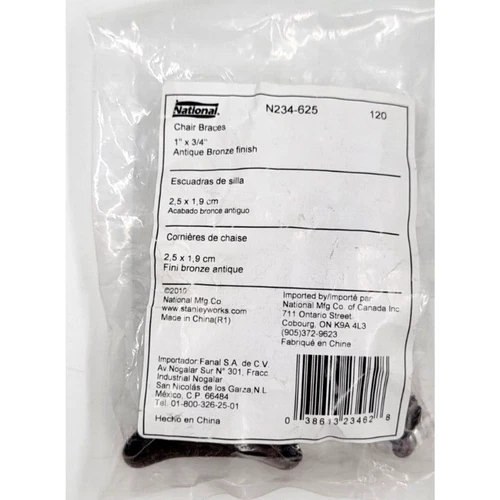 National. N234-625 120
Chair Braces
1" x 3/4"
Antique Bronze finish
Escuadras de silla
2,5 x 1,9 cm
Acabado bronce antiguo
Cornières de chaise
2,5 x 1,9 cm
Fini bronze antique
©2010
National Mfg Co.
www.stanleyworks.com
Made in China(R1)
Imported by/importé par:
National Mfg Co. of Canada Inc.
711 Ontario Street
Cobourg, ON K9A 4L3
(905)372-9623
Fabriqué en Chine
Importador:Fanal S.A. de C.V.
Av.Nogalar Sur N° 301, Fracc.
Industrial Nogalar
San Nicolás de los Garza,N.L.
México, C.P. 66484
Tel. 01-800-326-25-01
Hecho en China
0 38613 23462 8